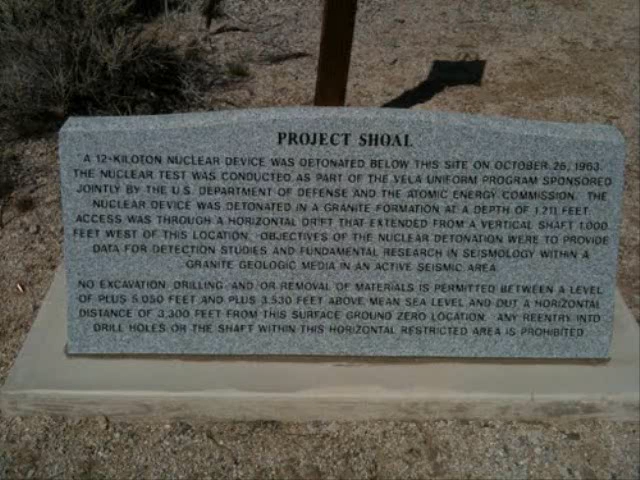 PROJECT SHOAL
A 12-KILOTON NUCLEAR DEVICE WAS DETONATED BELOW THIS SITE ON OCTOBER 26, 1963.
THE NUCLEAR TEST WAS CONDUCTED AS PART OF THE VELA UNIFORM PROGRAM SPONSORED
JOINTLY BY THE U.S. DEPARTMENT OF DEFENSE AND THE ATOMIC ENERGY COMMISSION. THE
NUCLEAR DEVICE WAS DETONATED IN A GRANITE FORMATION AT A DEPTH OF 1,211 FEET.
ACCESS WAS THROUGH A HORIZONTAL DRIFT THAT EXTENDED FROM A VERTICAL SHAFT 1,000
FEET WEST OF THIS LOCATION. OBJECTIVES OF THE NUCLEAR DETONATION WERE TO PROVIDE
DATA FOR DETECTION STUDIES AND FUNDAMENTAL RESEARCH IN SEISMOLOGY WITHIN A
GRANITE GEOLOGIC MEDIA IN AN ACTIVE SEISMIC AREA.
NO EXCAVATION, DRILLING, AND/OR REMOVAL OF MATERIALS IS PERMITTED BETWEEN A LEVEL
OF PLUS 5,050 FEET AND PLUS 3,530 FEET ABOVE MEAN SEA LEVEL AND OUT A HORIZONTAL
DISTANCE OF 3,300 FEET FROM THIS SURFACE GROUND ZERO LOCATION. ANY REENTRY INTO
DRILL HOLES OR THE SHAFT WITHIN THIS HORIZONTAL RESTRICTED AREA IS PROHIBITED.